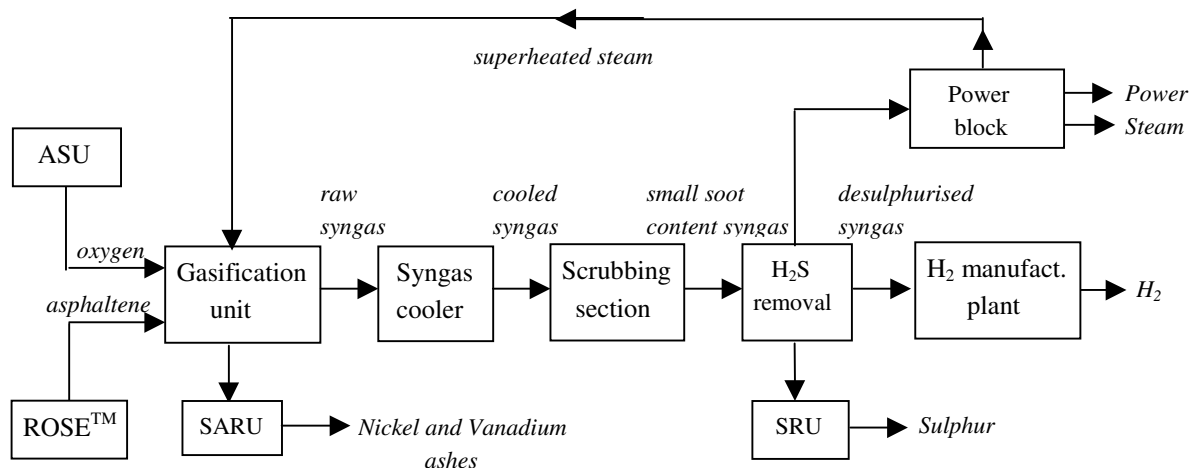 superheated steam
Power
block
Power
Steam
ASU
raw
syngas
cooled
syngas
small soot
content syngas
desulphurised
syngas
oxygen
asphaltene
Gasification
unit
Syngas
cooler
Scrubbing
section
H2S
removal
H2 manufact.
plant
H2
ROSE™
SARU
Nickel and Vanadium
ashes
SRU
Sulphur